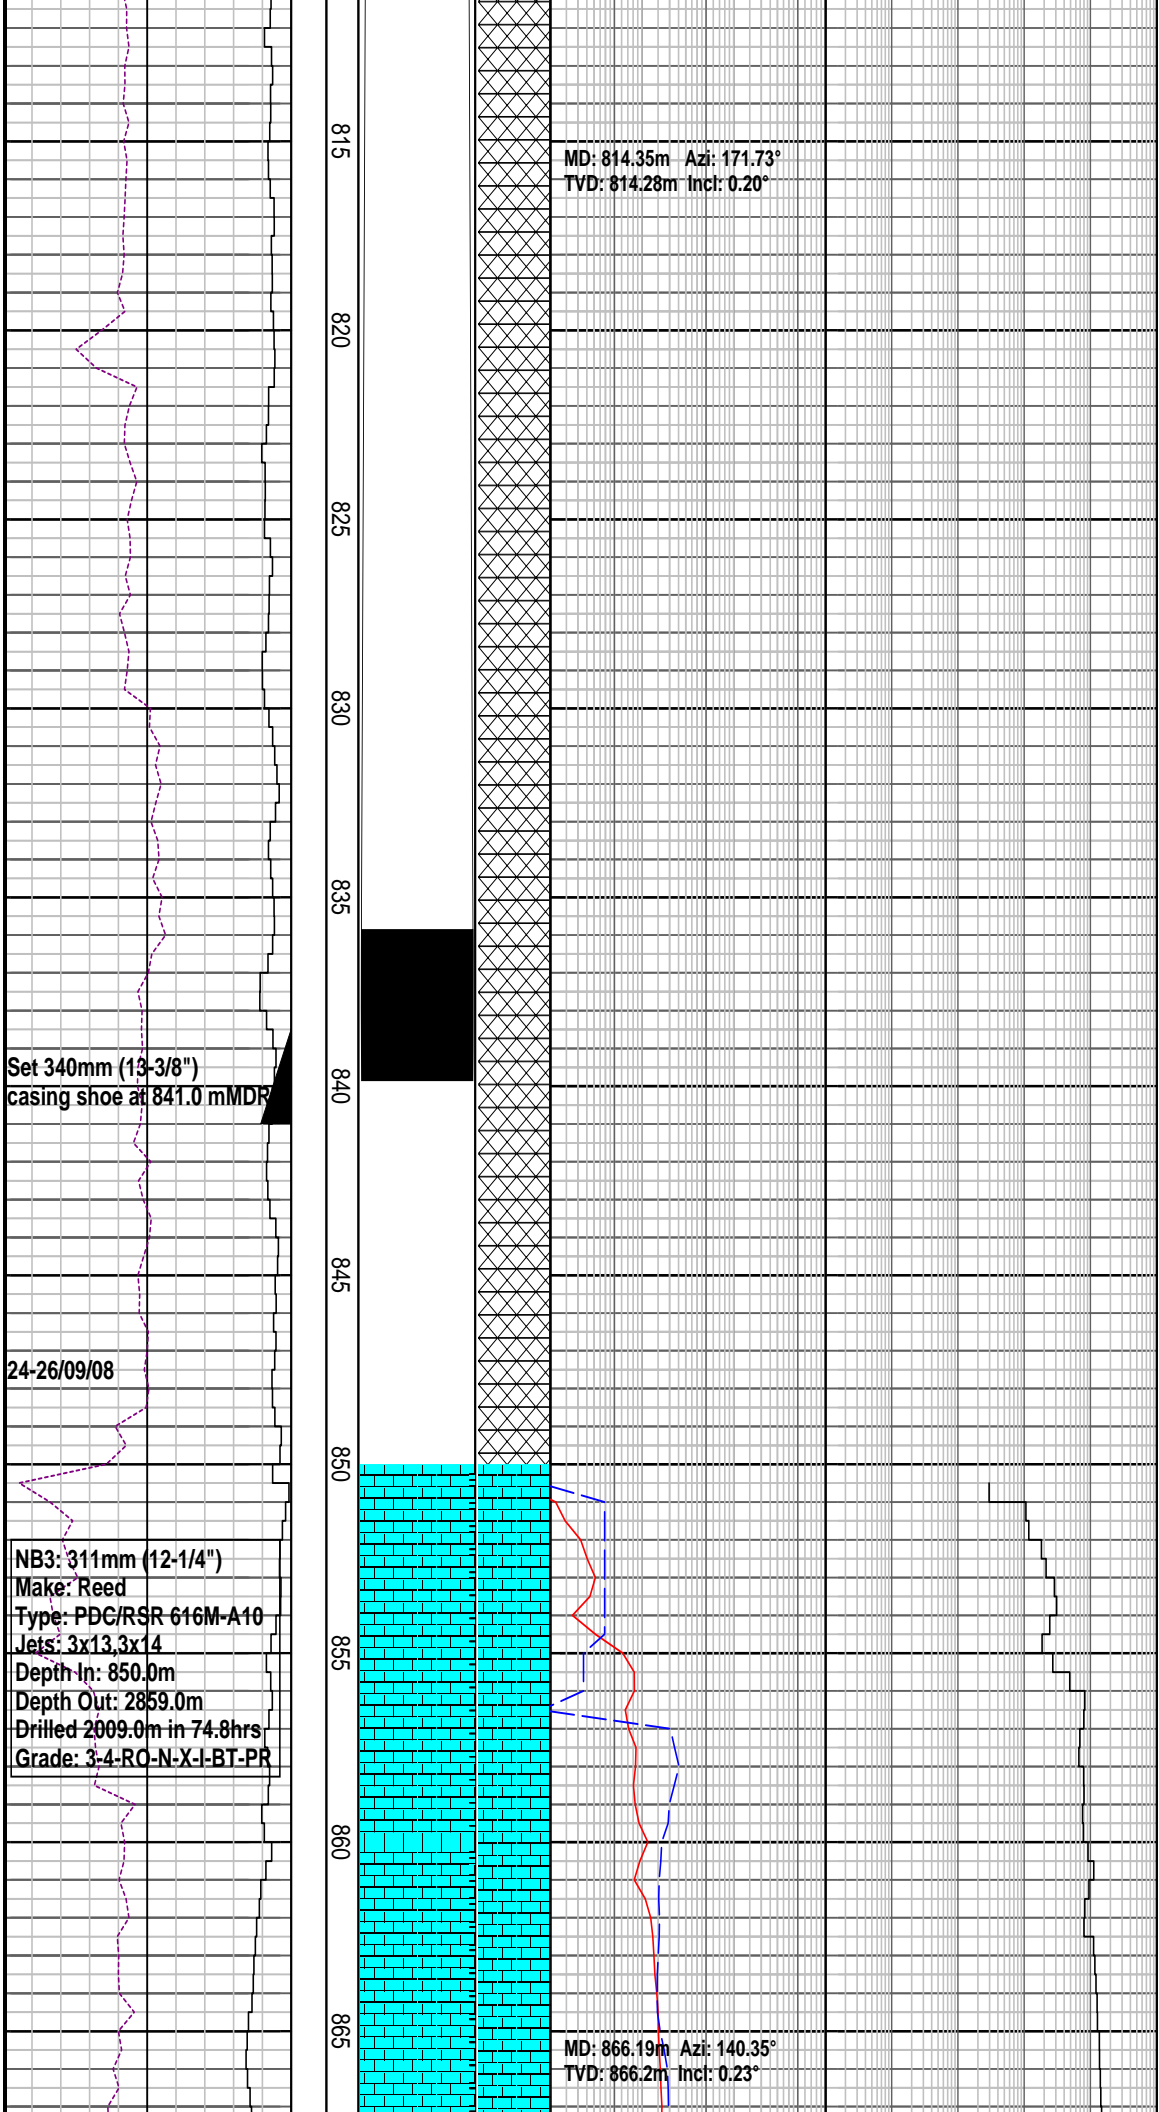 815
MD: 814.35m Azi: 171.73°
TVD: 814.28m Incl: 0.20°
820
825
830
835
Set 340mm (13-3/8")
casing shoe at 841.0 mMDR
840
845
24-26/09/08
850
NB3: 311mm (12-1/4")
Make: Reed
Type: PDC/RSR 616M-A10
Jets: 3x13,3x14
Depth In: 850.0m
Depth Out: 2859.0m
Drilled 2009.0m in 74.8hrs
Grade: 3-4-RO-N-X-I-BT-PR
855
860
865
MD: 866.19m Azi: 140.35°
TVD: 866.2m Incl: 0.23°